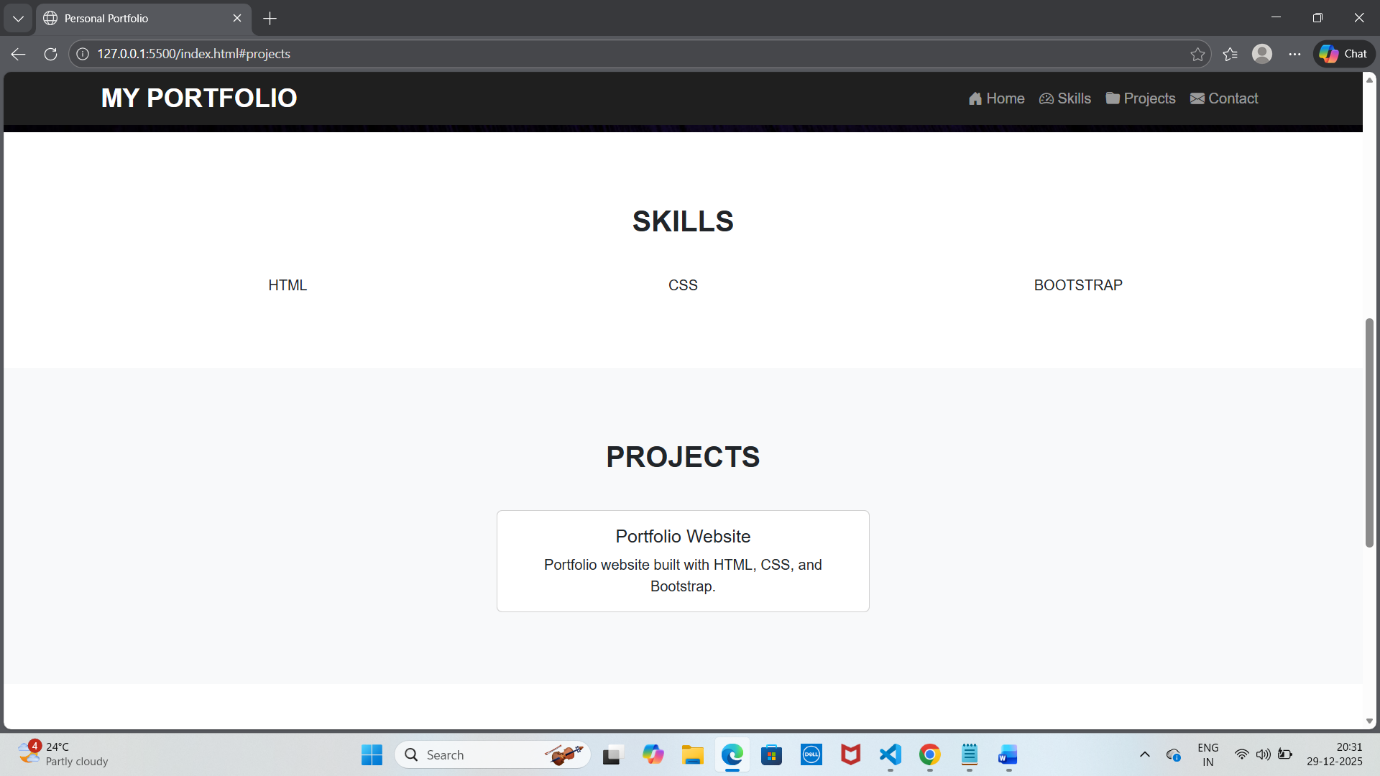 Personal Portfolio
127.0.0.1:5500/index.html#projects
Chat
MY PORTFOLIO
Home Skills Projects Contact
SKILLS
HTML CSS BOOTSTRAP
PROJECTS
Portfolio Website
Portfolio website built with HTML, CSS, and
Bootstrap.
4
24°C
Partly cloudy
Search
DELL
W
ENG
IN
20:31
29-12-2025